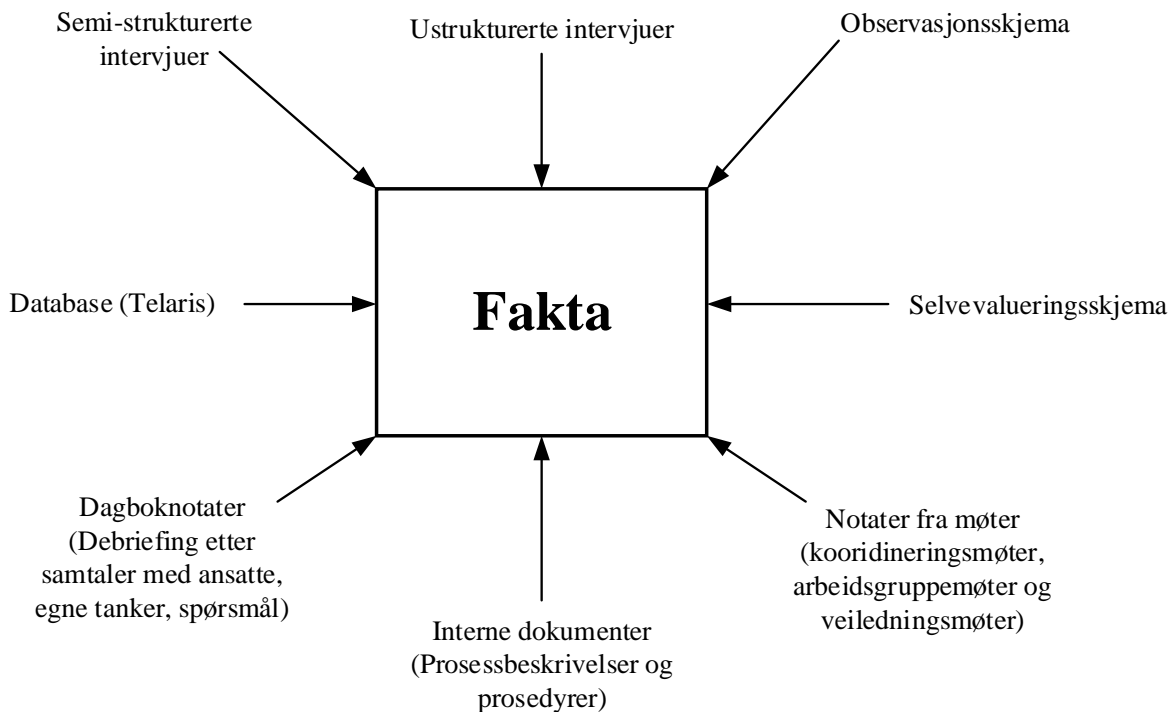 Semi-strukturerte
intervjuer
Ustrukturerte intervjuer
Observasjonsskjema
Database (Telaris)
Fakta
Selvevalueringsskjema
Dagboknotater
(Debriefing etter
samtaler med ansatte,
egne tanker, spørsmål)
Interne dokumenter
(Prosessbeskrivelser og
prosedyrer)
Notater fra møter
(kooridineringsmøter,
arbeidsgruppemøter og
veiledningsmøter)